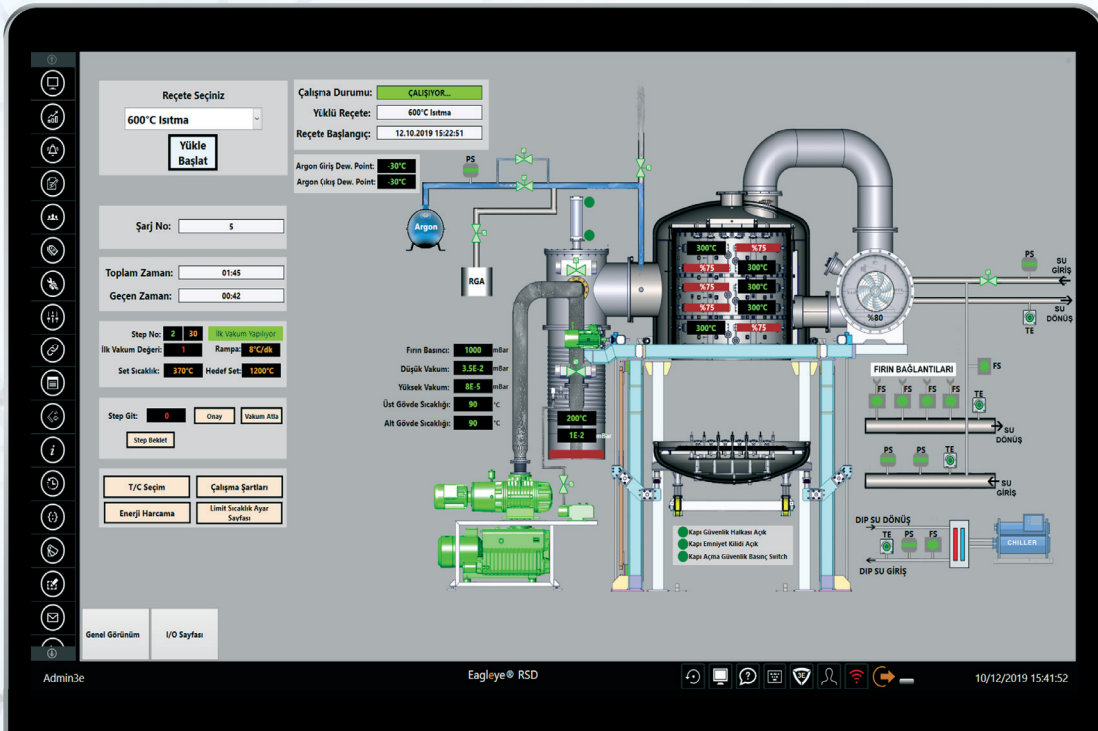 Reçete Seçiniz
600°C Isıtma
Yükle
Başlat
Çalışma Durumu: ÇALIŞIYOR...
Yüklü Reçete: 600°C Isıtma
Reçete Başlangıç: 12.10.2019 15:22:51
Argon Giriş Dew. Point: -30°C
Argon Çıkış Dew. Point: -30°C
Şarj No: 5
Toplam Zaman: 01:45
Geçen Zaman: 00:42
Step No: 2 30 İlk Vakum Yapılıyor
İlk Vakum Değeri: 1 Rampa: 8°C/dk
Set Sıcaklık: 370°C Hedef Set: 1200°C
Step Git: 0 Onay Vakum Atla
Step Beklet
T/C Seçim Çalışma Şartları
Enerji Harcama Limit Sıcaklık Ayar
Sayfası
Genel Görünüm I/O Sayfası
PS
Argon
RGA
Fırın Basıncı: 1000 mBar
Düşük Vakum: 3.5E-2 mBar
Yüksek Vakum: 8E-5 mBar
Üst Gövde Sıcaklığı: 90 °C
Alt Gövde Sıcaklığı: 90 °C
200°C
1E-2 mBar
300°C %75
%75 300°C
300°C %75
%75 300°C
300°C %75
%80
PS
SU
GİRİŞ
SU
DÖNÜŞ
TE
FIRIN BAĞLANTILARI
FS
FS FS FS FS TE
SU
DÖNÜŞ
PS PS TE
SU
GİRİŞ
DIP SU DÖNÜŞ
TE PS FS
CHILLER
DIP SU GİRİŞ
Kapı Güvenlik Halkası Açık
Kapı Emniyet Kilidi Açık
Kapı Açma Güvenlik Basınç Switch
Admin3e
Eagleye® RSD
3E
10/12/2019 15:41:52